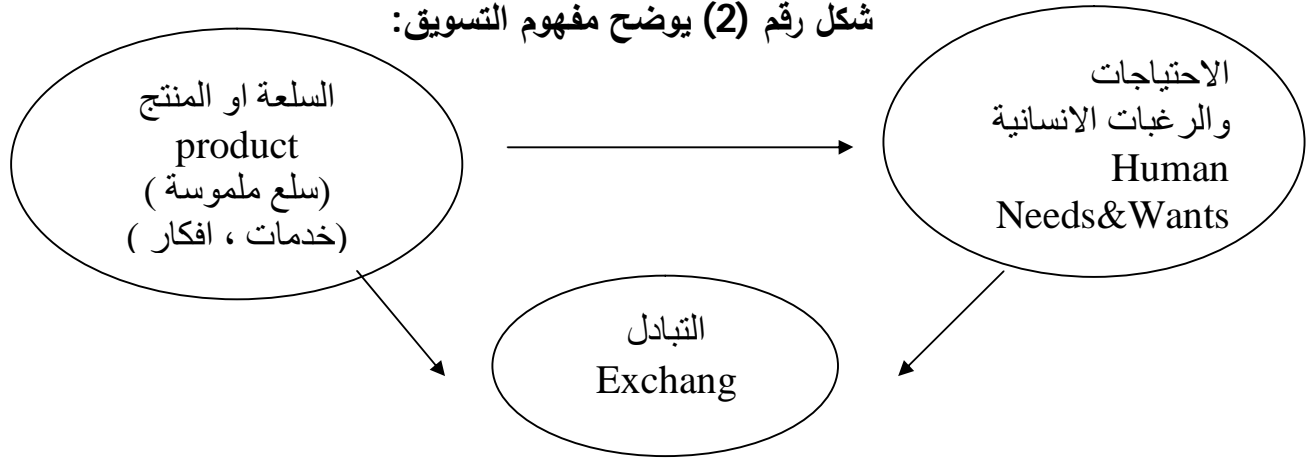 شكل رقم (2) يوضح مفهوم التسويق:
الاحتياجات
والرغبات الانسانية
Human
Needs&Wants
السلعة او المنتج
product
(سلع ملموسة )
(خدمات ، افكار )
التبادل
Exchang